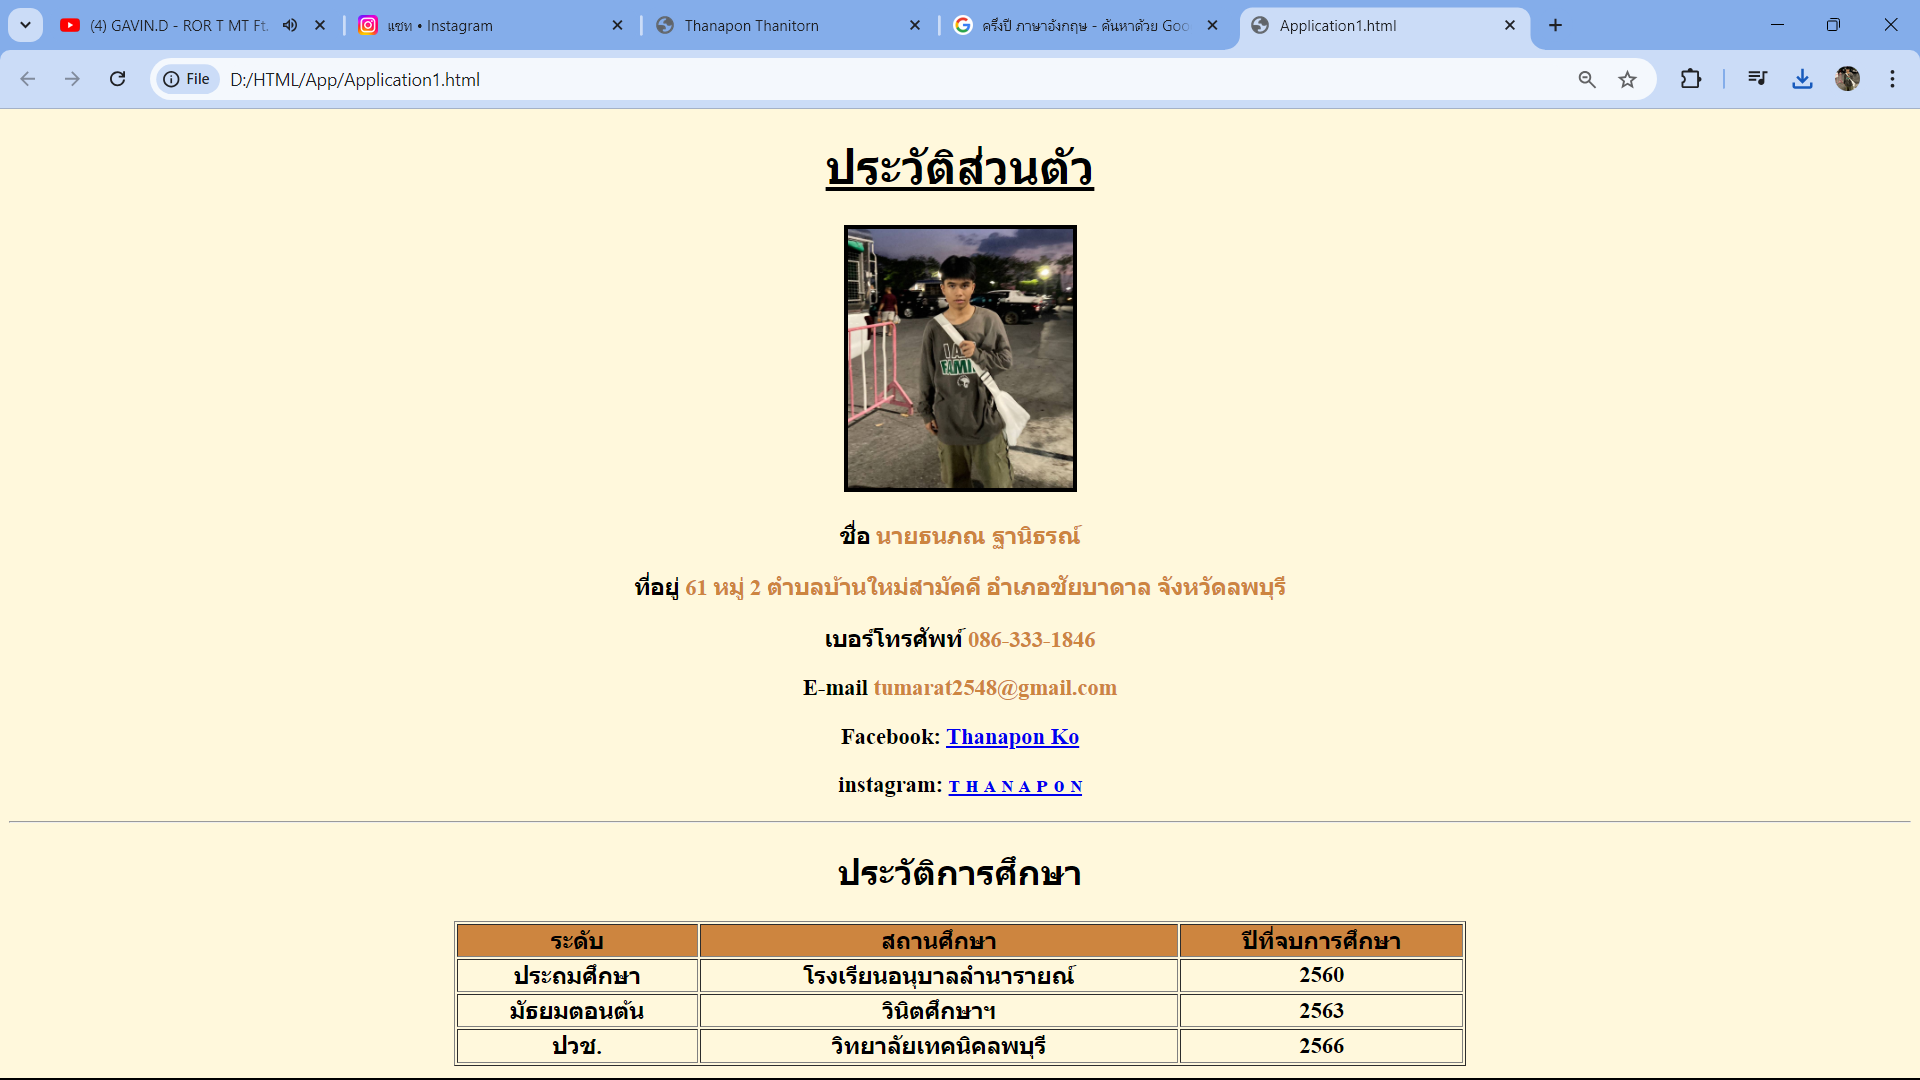 (4) GAVIN.D - ROR T MT Ft.
แชท • Instagram
Thanapon Thanitorn
ครึ่งปี ภาษาอังกฤษ - ค้นหาด้วย Goo
Application1.html
File
D:/HTML/App/Application1.html
ประวัติส่วนตัว
I A
FAMI
ชื่อ นายธนภณ ฐานิธรณ์
ที่อยู่ 61 หมู่ 2 ตำบลบ้านใหม่สามัคคี อำเภอชัยบาดาล จังหวัดลพบุรี
เบอร์โทรศัพท์ 086-333-1846
E-mail tumarat2548@gmail.com
Facebook: Thanapon Ko
instagram: T H A N A P O N
ประวัติการศึกษา
ระดับ สถานศึกษา ปีที่จบการศึกษา
ประถมศึกษา โรงเรียนอนุบาลลำนารายณ์ 2560
มัธยมตอนต้น วินิตศึกษาฯ 2563
ปวช. วิทยาลัยเทคนิคลพบุรี 2566